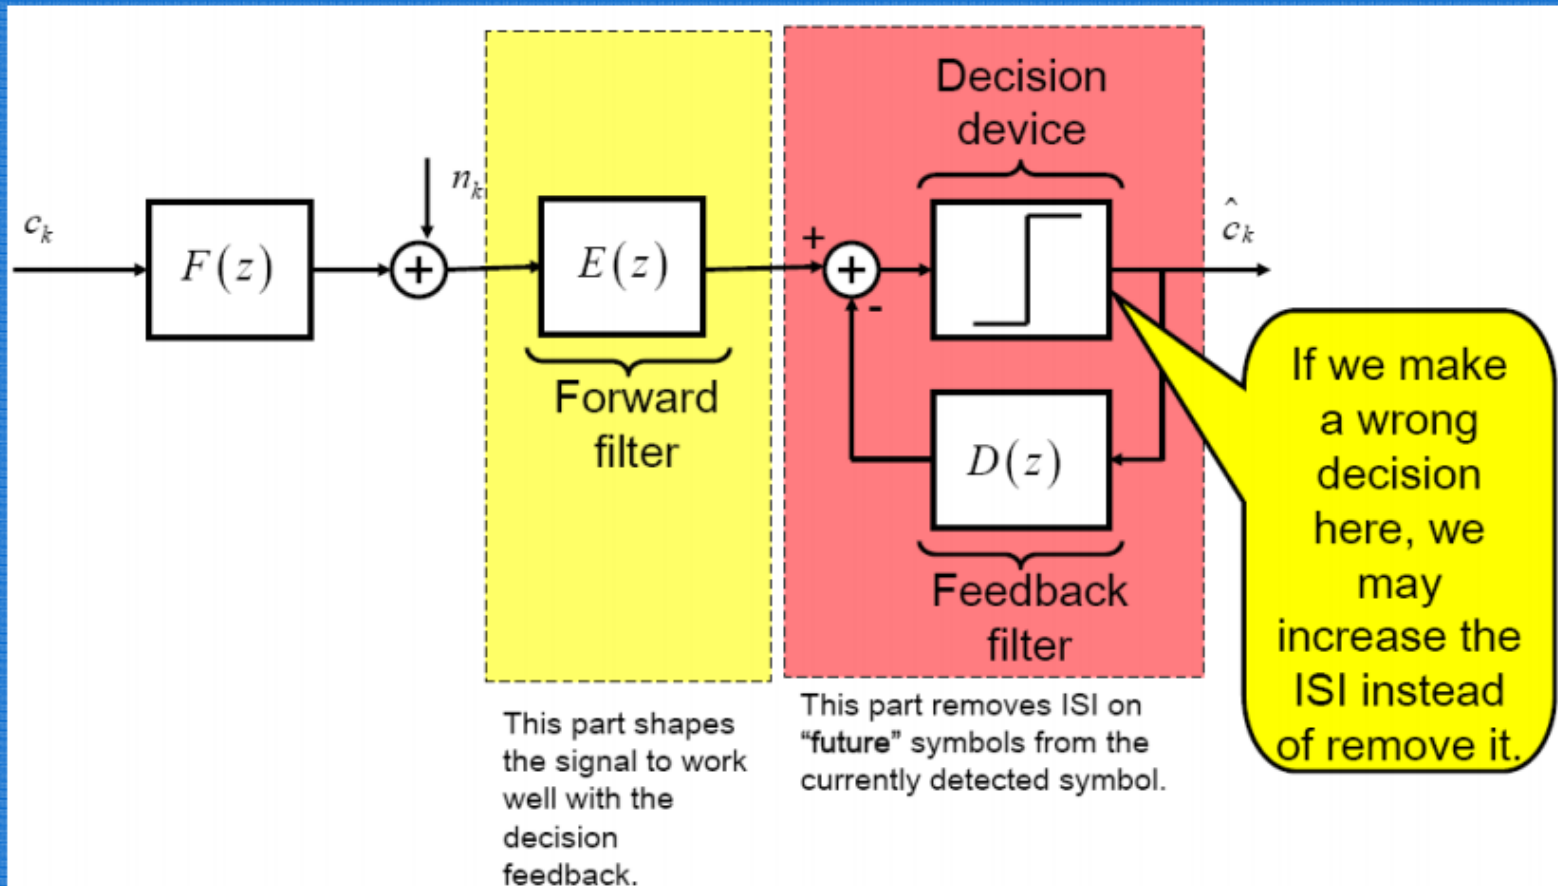 Decision
device
n_k
c_k
F(z)
+
E(z)
+
+
-
ĉ_k
Forward
filter
D(z)
Feedback
filter
If we make
a wrong
decision
here, we
may
increase the
ISI instead
of remove it.
This part shapes
the signal to work
well with the
decision
feedback.
This part removes ISI on
“future” symbols from the
currently detected symbol.